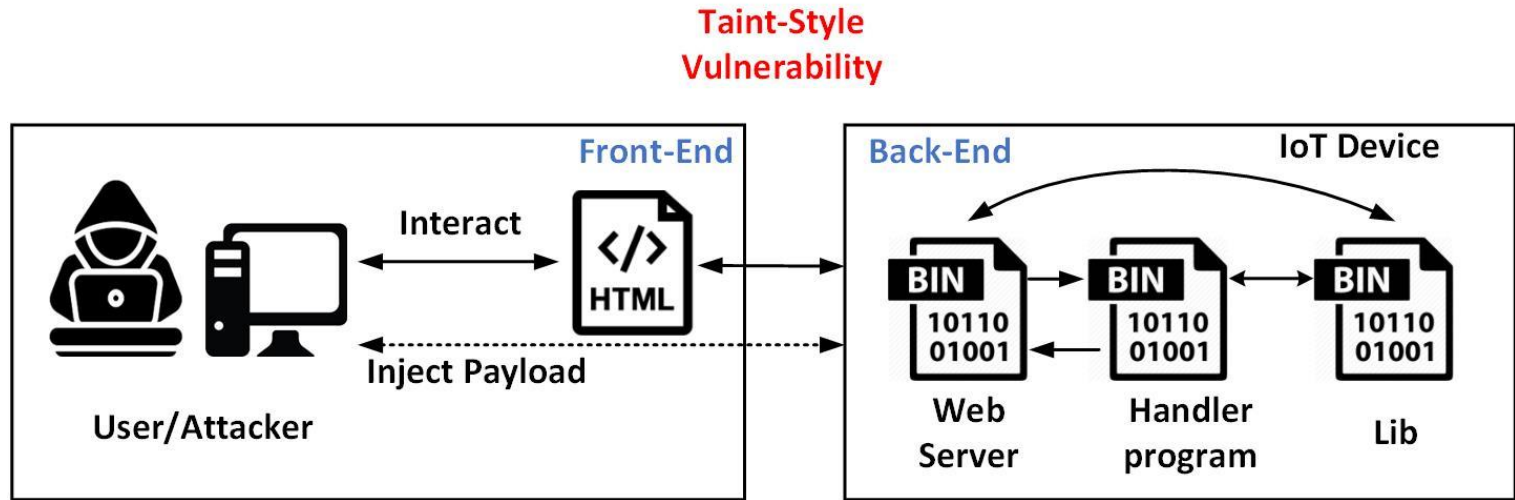 Taint-Style
Vulnerability
Front-End
Interact
</>
HTML
Inject Payload
User/Attacker
Back-End
IoT Device
BIN
10110
01001
BIN
10110
01001
BIN
10110
01001
Web
Server
Handler
program
Lib